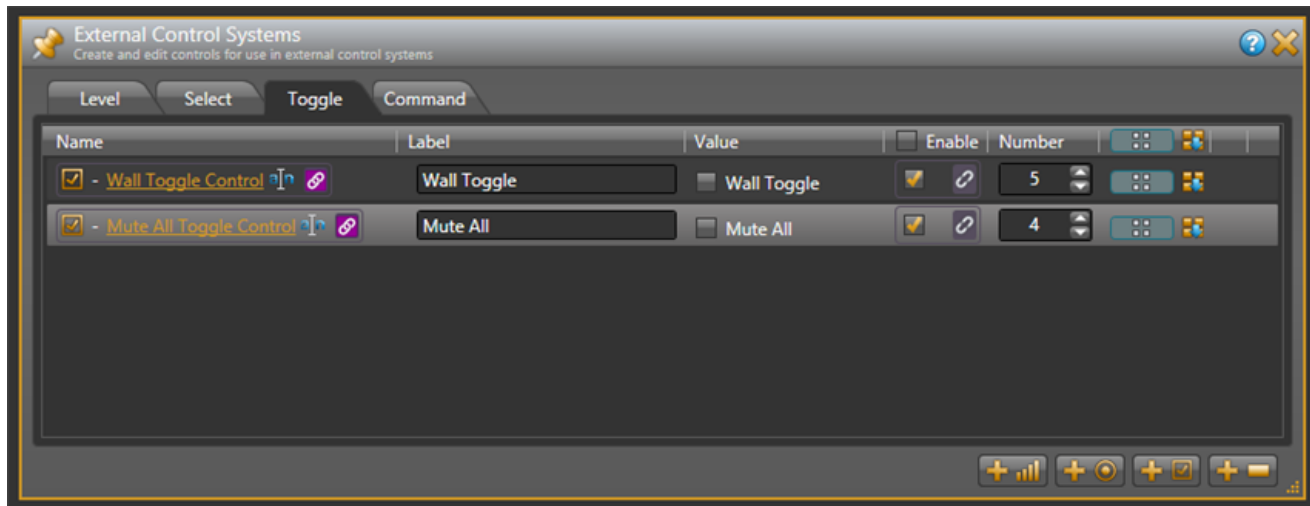 External Control Systems
Create and edit controls for use in external control systems
Level Select Toggle Command
Name Label Value Enable Number
- Wall Toggle Control Wall Toggle Wall Toggle 5
- Mute All Toggle Control Mute All Mute All 4